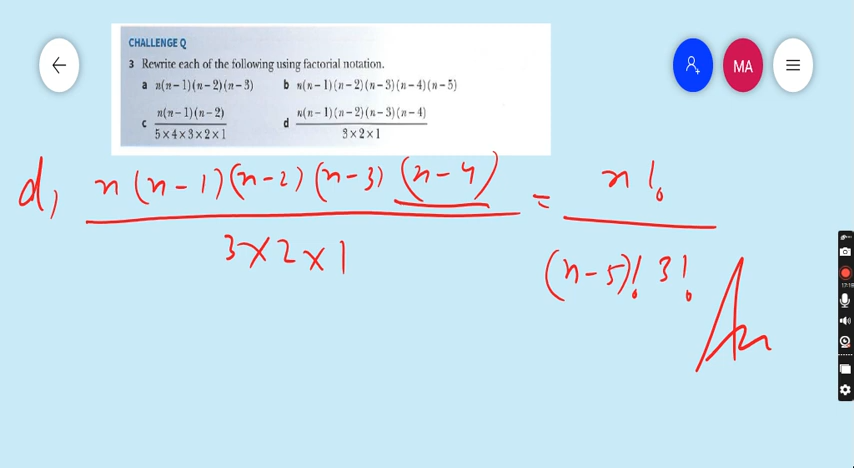 CHALLENGE Q
3 Rewrite each of the following using factorial notation.
a n(n−1)(n−2)(n−3) b n(n−1)(n−2)(n−3)(n−4)(n−5)
c n(n−1)(n−2) / 5×4×3×2×1 d n(n−1)(n−2)(n−3)(n−4) / 3×2×1
MA
d, n(n-1)(n-2)(n-3)(n-4) / 3×2×1 = n! / (n-5)! 3!